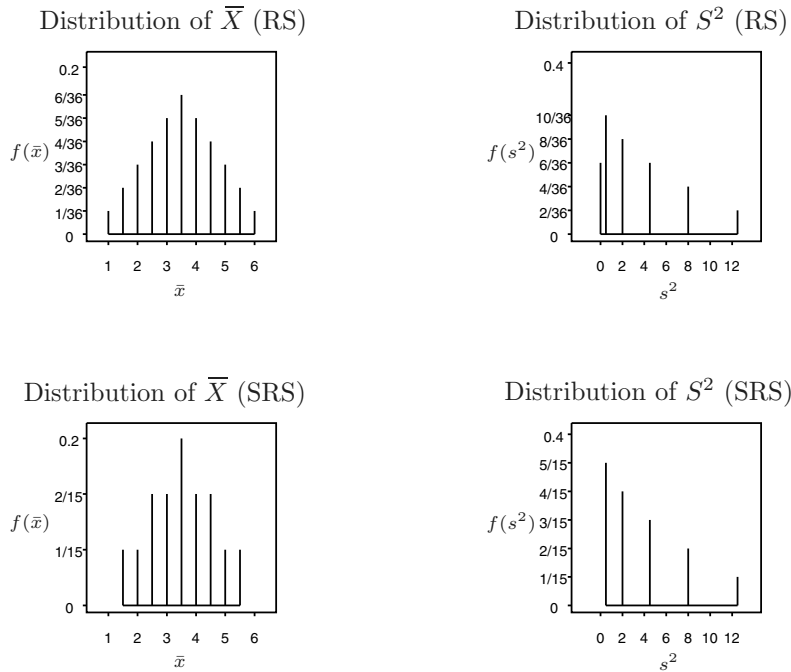 Distribution of X̄ (RS)
0.2
6/36
5/36
4/36
3/36
2/36
1/36
0
f(x̄)
1 2 3 4 5 6
x̄
Distribution of S² (RS)
0.4
10/36
8/36
6/36
4/36
2/36
0
f(s²)
0 2 4 6 8 10 12
s²
Distribution of X̄ (SRS)
0.2
2/15
1/15
0
f(x̄)
1 2 3 4 5 6
x̄
Distribution of S² (SRS)
0.4
5/15
4/15
3/15
2/15
1/15
0
f(s²)
0 2 4 6 8 10 12
s²